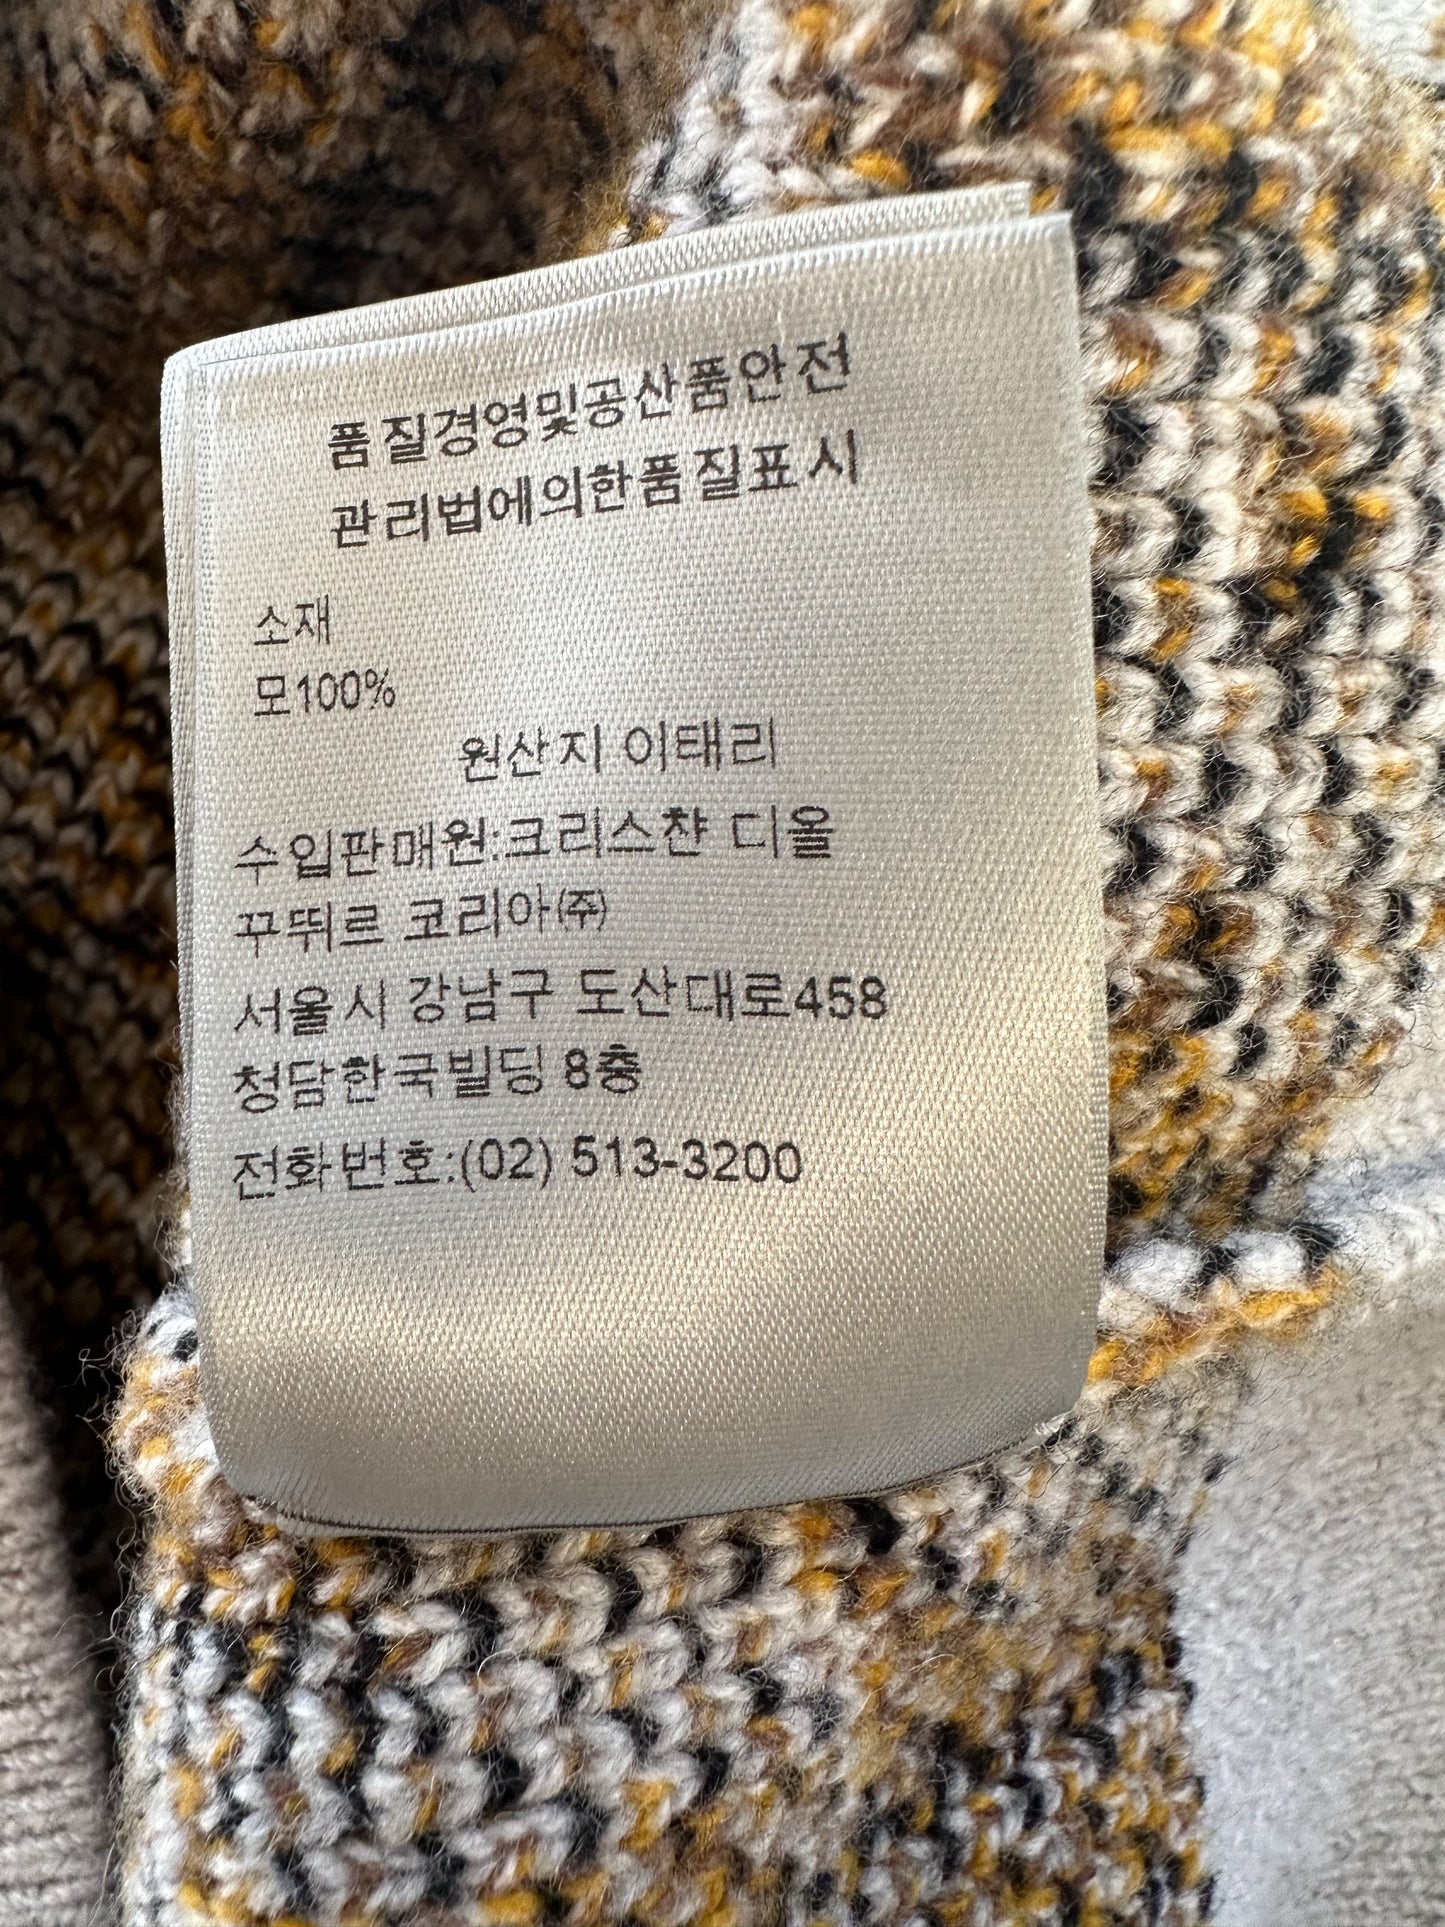 품질경영및공산품안전
관리법에의한품질표시
소재
모100%
원산지 이태리
수입판매원:크리스챤 디올
꾸뛰르 코리아㈜
서울시 강남구 도산대로458
청담한국빌딩 8층
전화번호:(02) 513-3200